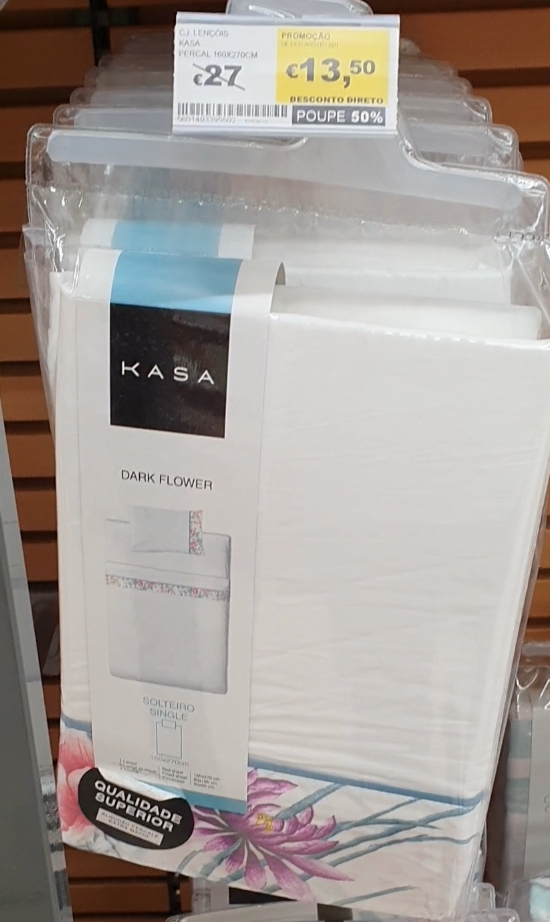 CJ. LENÇÓIS
KASA
PERCAL 160X270CM
€27
PROMOÇÃO
€13,50
DESCONTO DIRETO
POUPE 50%
KASA
DARK FLOWER
SOLTEIRO
SINGLE
QUALIDADE
SUPERIOR